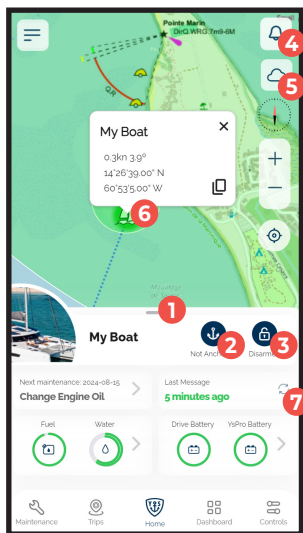 Pointe Marin
DirQ.WRG.7m9-6M
4
Q.R
5
My Boat
0.3kn 3.9°
14°26'39.00" N
60°53'5.00" W
6
1
My Boat
2
3
Not Anch
Disarm
Next maintenance: 2024-08-15
Change Engine Oil
Last Message
5 minutes ago
7
Fuel
Water
Drive Battery
YsPro Battery
Maintenance
Trips
Home
Dashboard
Controls